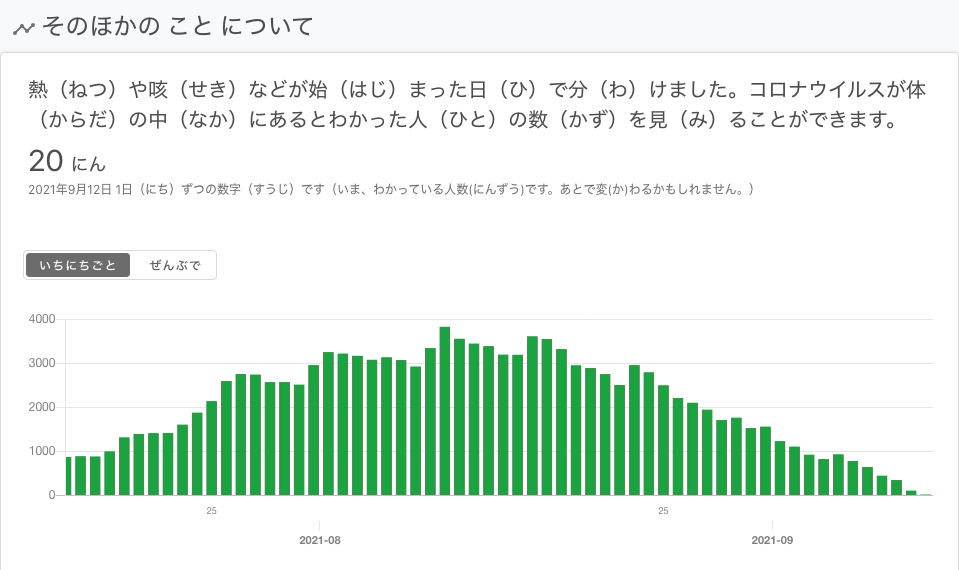 そのほかの こと について
熱（ねつ）や咳（せき）などが始（はじ）まった日（ひ）で分（わ）けました。コロナウイルスが体
（からだ）の中（なか）にあるとわかった人（ひと）の数（かず）を見（み）ることができます。
20 にん
2021年9月12日 1日（にち）ずつの数字（すうじ）です（いま、わかっている人数(にんずう)です。あとで変(か)わるかもしれません。）
いちにちごと ぜんぶで
4000
3000
2000
1000
0
25 25
2021-08 2021-09